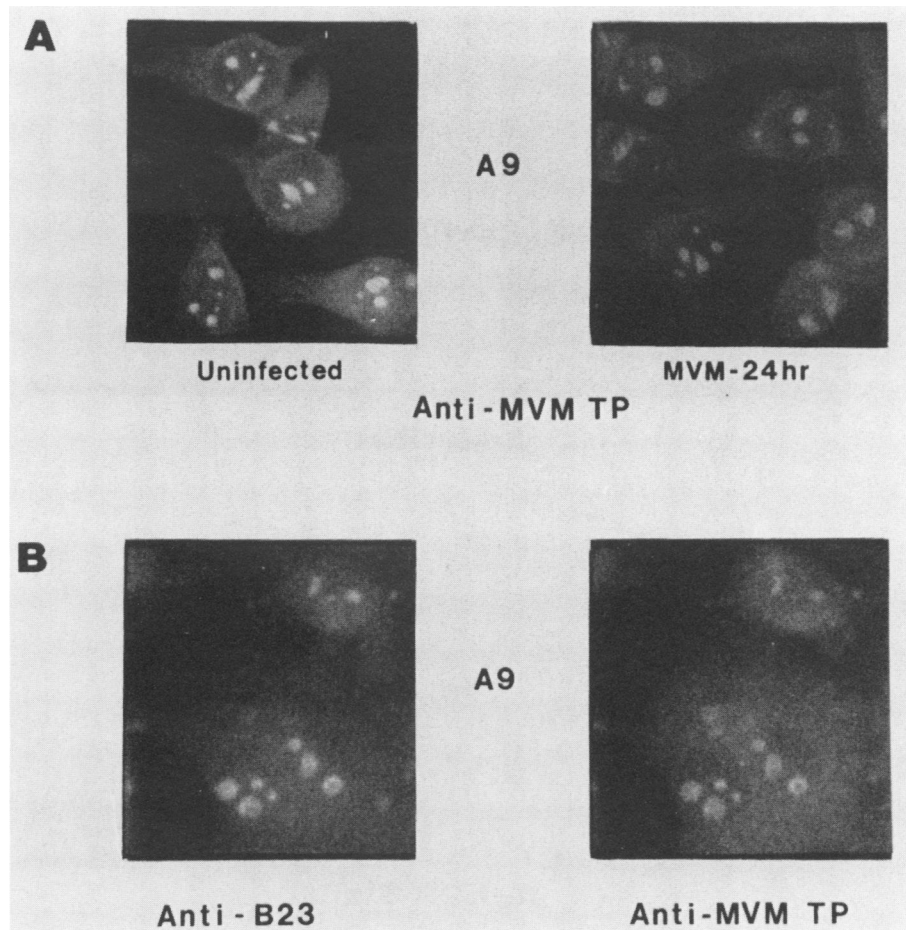 A
A9
Uninfected
MVM-24hr
Anti-MVM TP
B
A9
Anti-B23
Anti-MVM TP